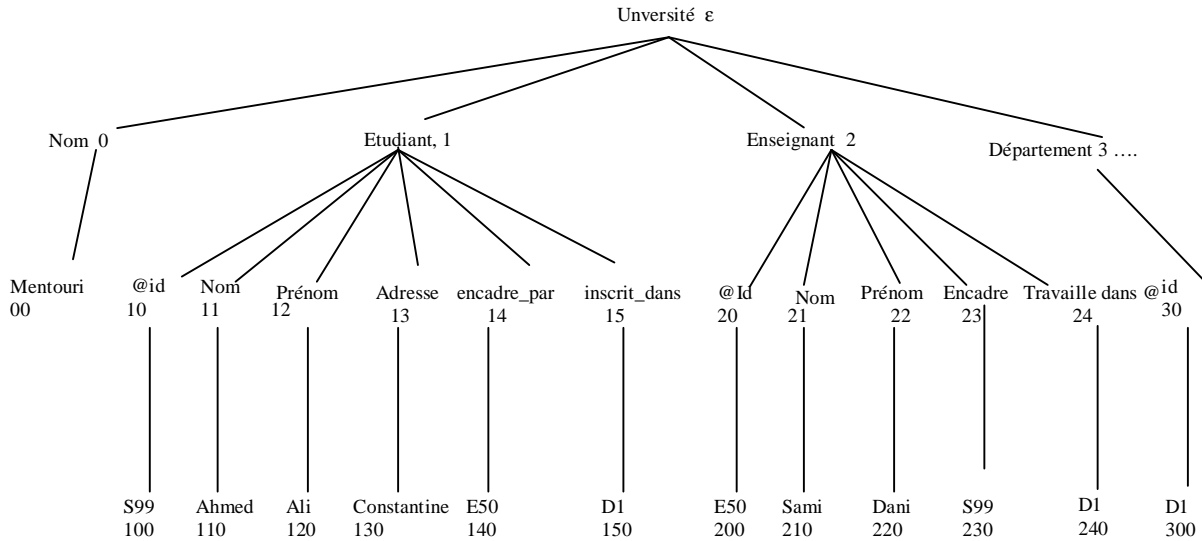 Unversité ε
Nom 0
Etudiant, 1
Enseignant 2
Département 3 ....
Mentouri
00
@id
10
Nom
11
Prénom
12
Adresse
13
encadre_par
14
inscrit_dans
15
@Id
20
Nom
21
Prénom
22
Encadre
23
Travaille dans
24
@id
30
S99
100
Ahmed
110
Ali
120
Constantine
130
E50
140
D1
150
E50
200
Sami
210
Dani
220
S99
230
D1
240
D1
300